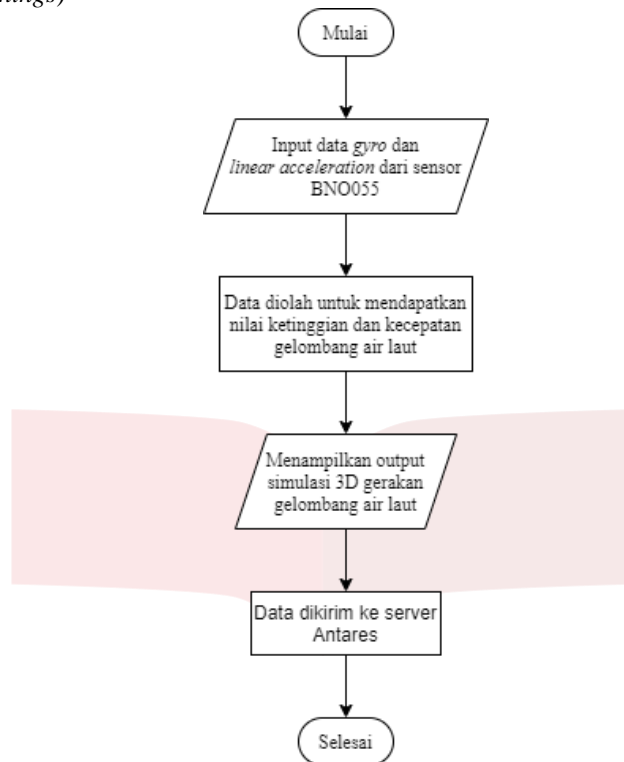 nings)
Mulai
Input data gyro dan
linear acceleration dari sensor
BNO055
Data diolah untuk mendapatkan
nilai ketinggian dan kecepatan
gelombang air laut
Menampilkan output
simulasi 3D gerakan
gelombang air laut
Data dikirim ke server
Antares
Selesai